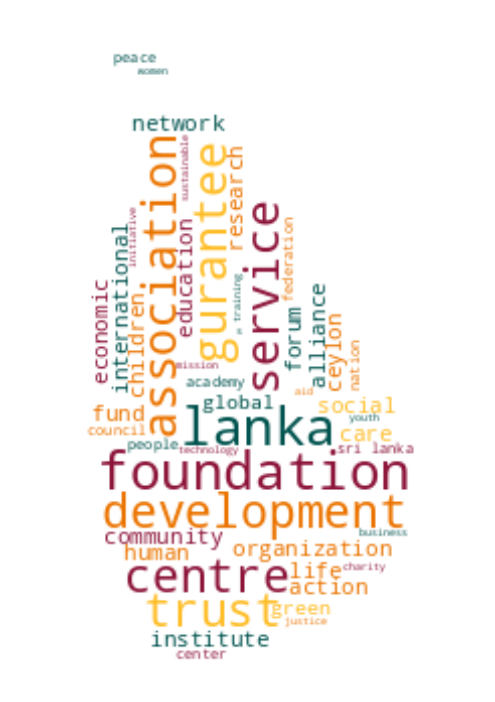 peace
women
network
association
sustainable
gurantee
research
service
education
initiative
international
federation
economic
children
training
forum
alliance
ceylon
nation
mission
academy
aid
global
fund
social
youth
council
lanka
care
people
technology
sri lanka
foundation
development
business
community
human
organization
centre
life
charity
action
trust
green
justice
institute
center